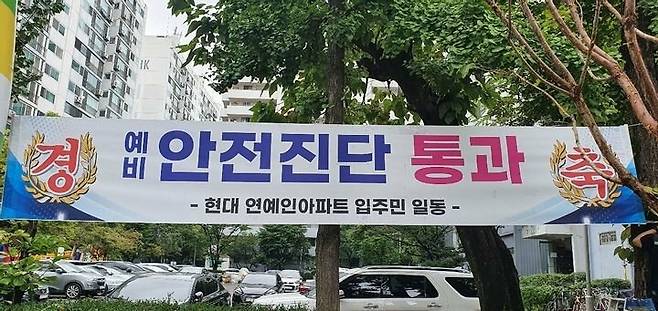 경 예비 안전진단 통과 축
- 현대 연예인아파트 입주민 일동 -